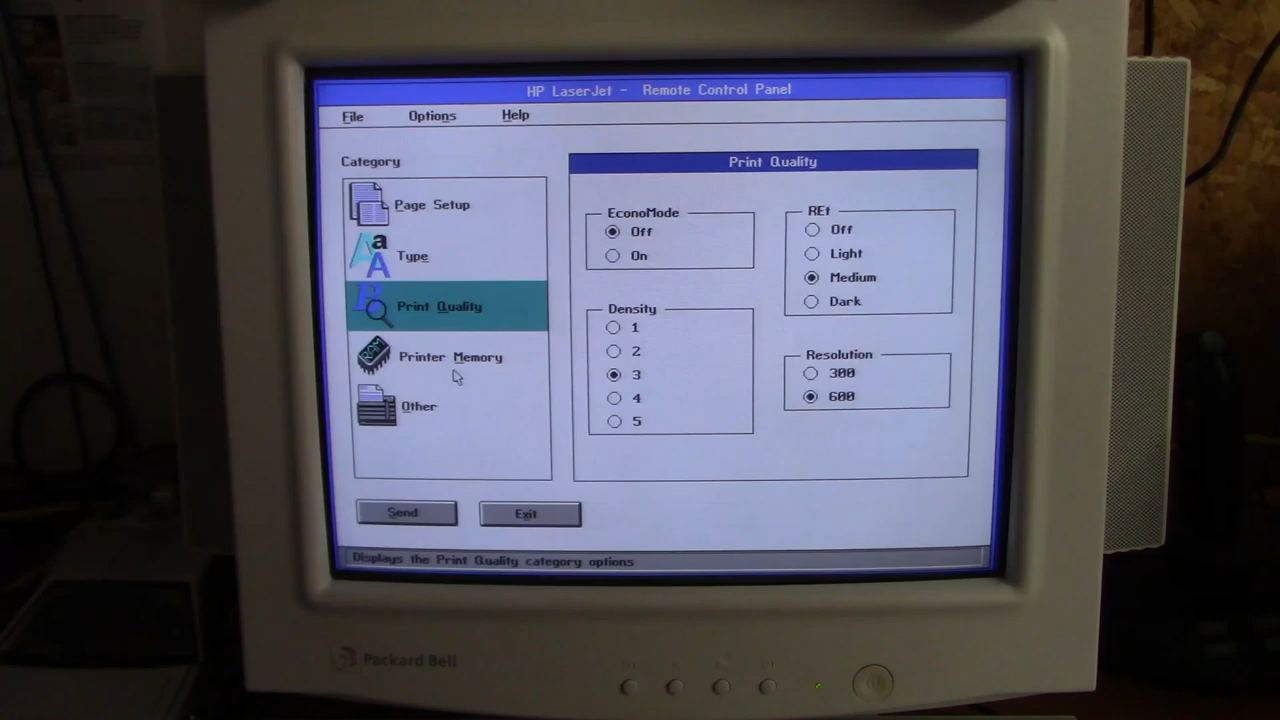 HP LaserJet - Remote Control Panel
File Options Help
Category
Page Setup
Type
Print Quality
Printer Memory
Other
Send Exit
Print Quality
EconoMode
Off
On
Density
1
2
3
4
5
REt
Off
Light
Medium
Dark
Resolution
300
600
Displays the Print Quality category options
Packard Bell